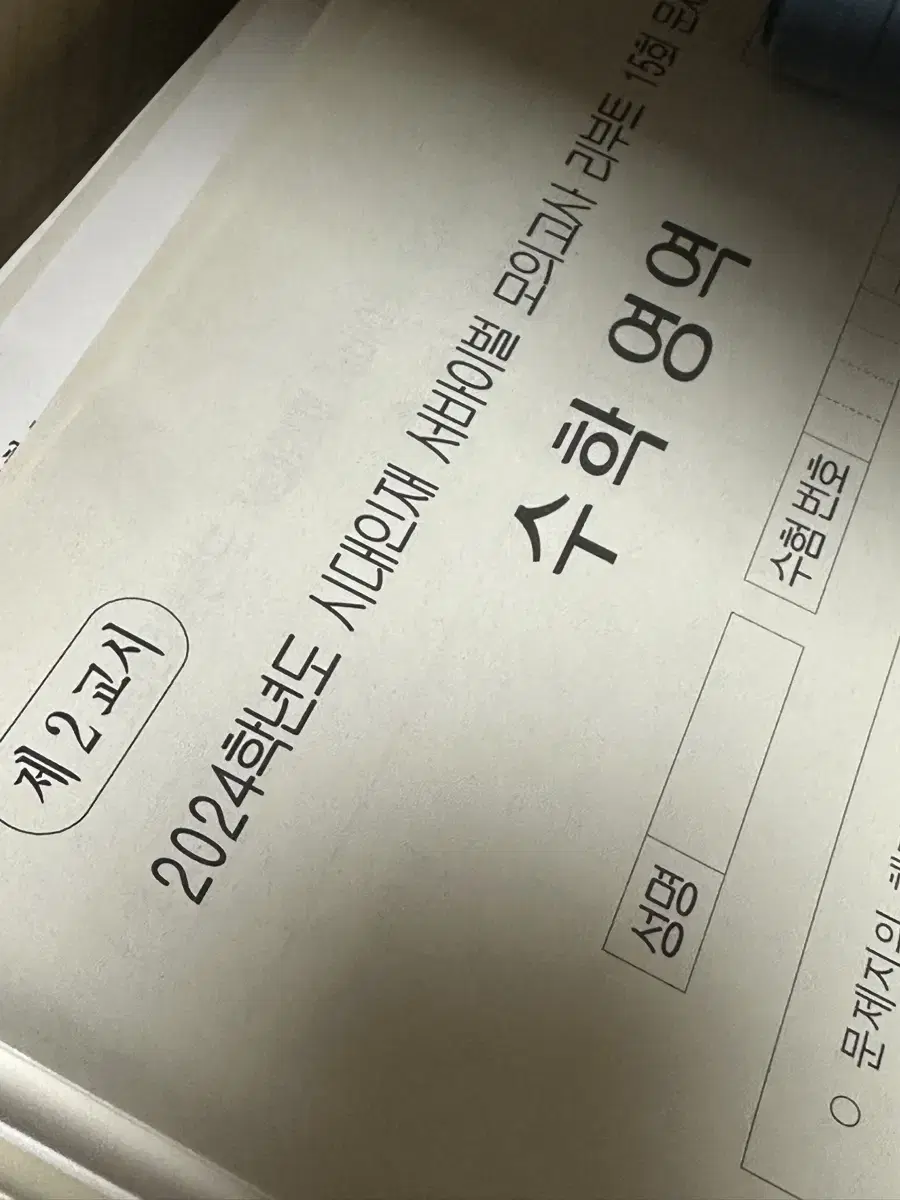 제 2 교시
2024학년도 시대인재 서바이벌 모의고사 리부트 15회
수학 영역
성명
수험 번호
○ 문제지의